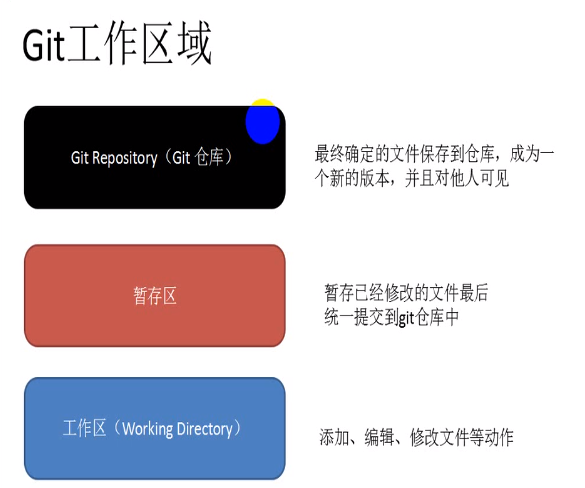 Git工作区域
Git Repository（Git 仓库）
最终确定的文件保存到仓库，成为一
个新的版本，并且对他人可见
暂存区
暂存已经修改的文件最后
统一提交到git仓库中
工作区（Working Directory）
添加、编辑、修改文件等动作